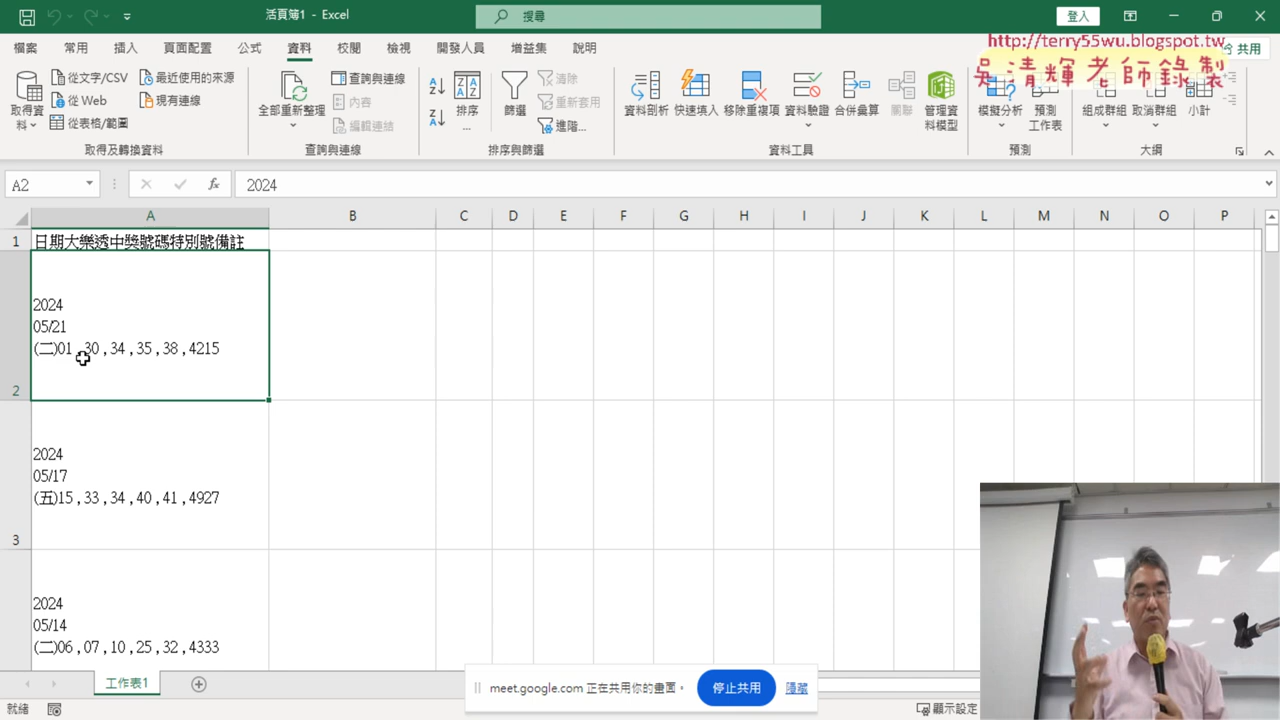 活頁簿1 - Excel
搜尋
登入
檔案 常用 插入 頁面配置 公式 資料 校閱 檢視 開發人員 增益集 說明
http://terry55wu.blogspot.tw
吳清輝老師錄製
共用
取得資料
從文字/CSV
從 Web
從表格/範圍
最近使用的來源
現有連線
取得及轉換資料
全部重新整理
查詢與連線
內容
編輯連結
查詢與連線
排序
篩選
清除
重新套用
進階...
排序與篩選
資料剖析
快速填入
移除重複項
資料驗證
合併彙算
關聯
管理資料模型
資料工具
模擬分析
預測工作表
預測
組成群組
取消群組
小計
大綱
A2
fx
2024
A B C D E F G H I J K L M N O P
1 日期大樂透中獎號碼特別號備註
2024
05/21
(二)01 , 30 , 34 , 35 , 38 , 4215
2
2024
05/17
(五)15 , 33 , 34 , 40 , 41 , 4927
3
2024
05/14
(二)06 , 07 , 10 , 25 , 32 , 4333
工作表1
meet.google.com 正在共用你的畫面。
停止共用
隱藏
就緒
顯示設定